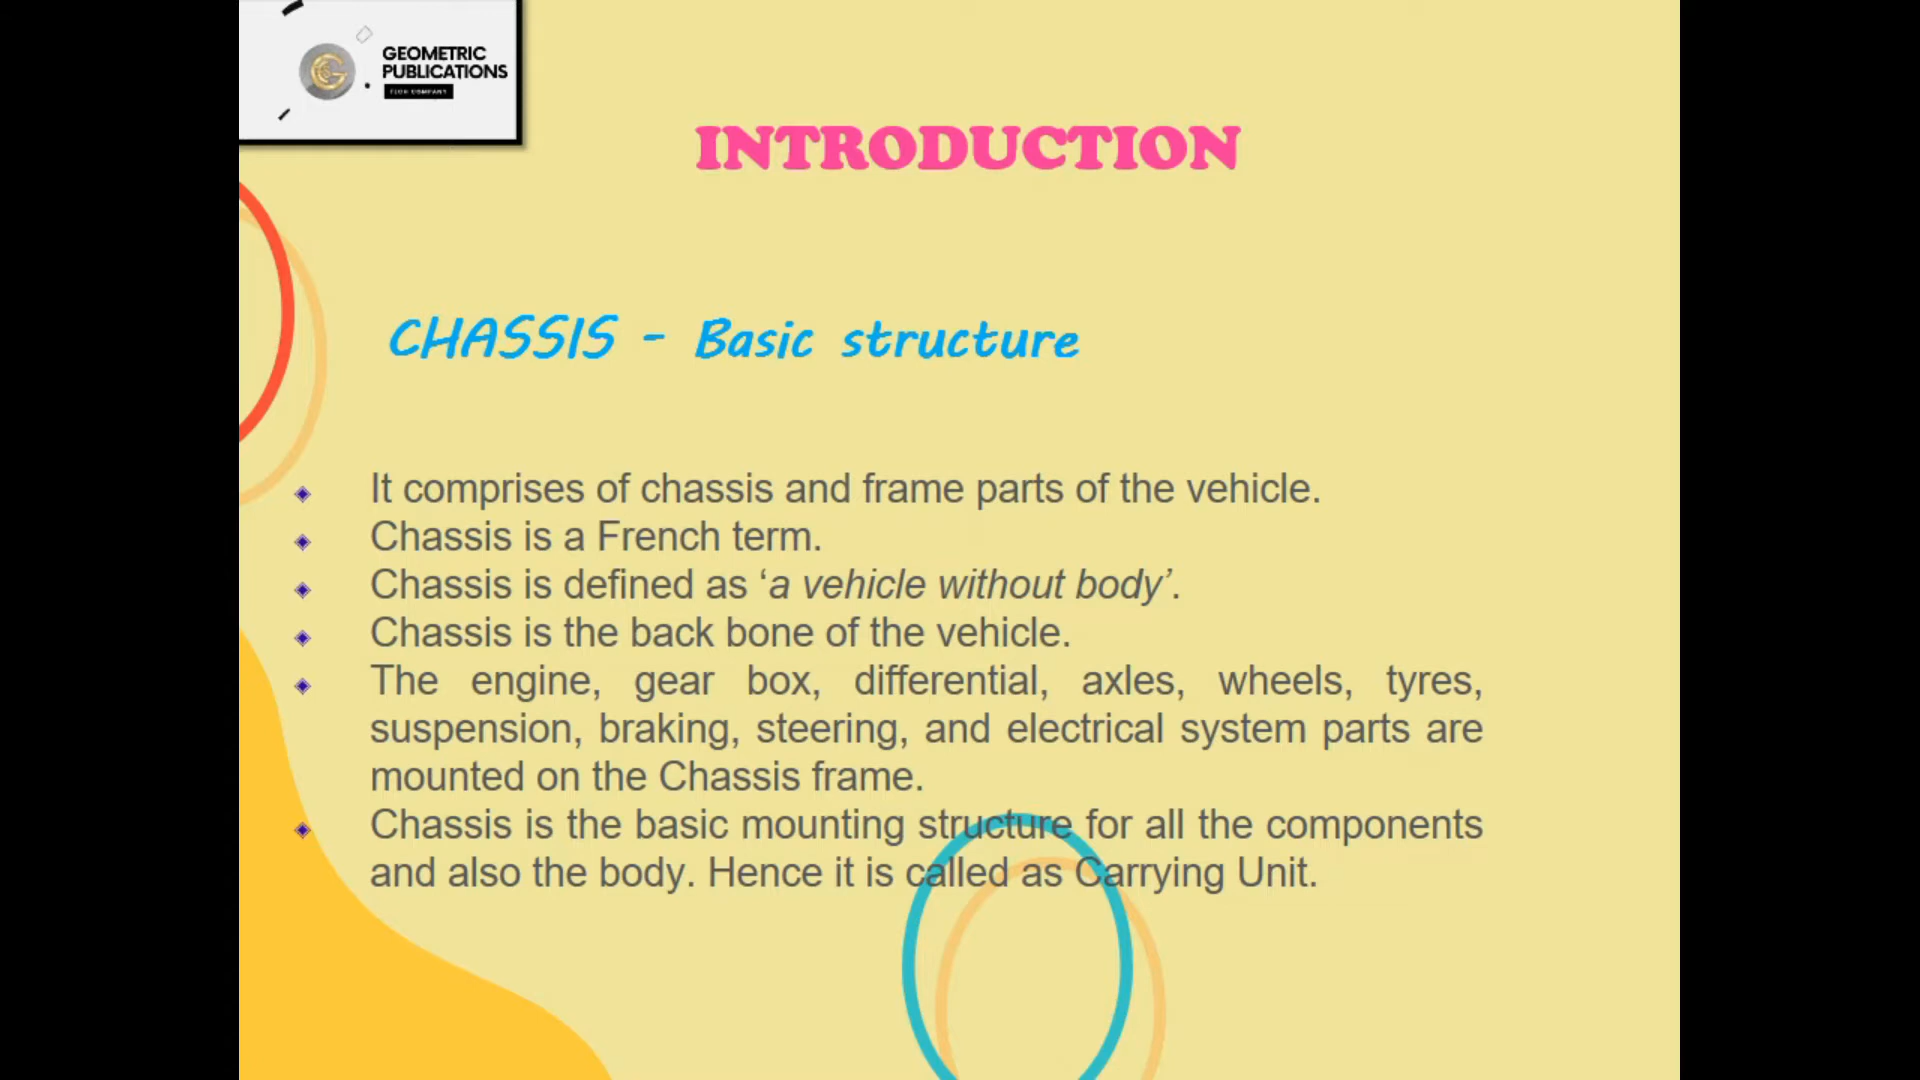 GEOMETRIC
PUBLICATIONS
TECH COMPANY
INTRODUCTION
CHASSIS - Basic structure
It comprises of chassis and frame parts of the vehicle.
Chassis is a French term.
Chassis is defined as ‘a vehicle without body’.
Chassis is the back bone of the vehicle.
The engine, gear box, differential, axles, wheels, tyres,
suspension, braking, steering, and electrical system parts are
mounted on the Chassis frame.
Chassis is the basic mounting structure for all the components
and also the body. Hence it is called as Carrying Unit.